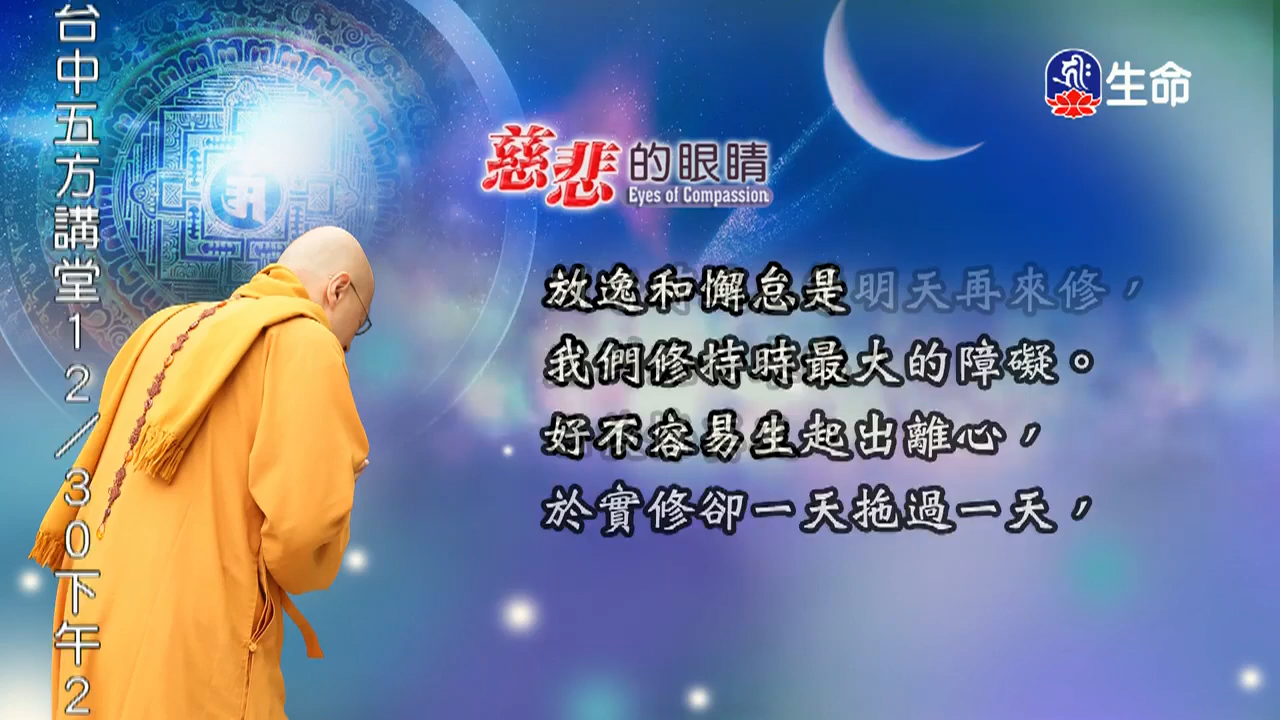 台中五方講堂12／30下午2
生命
慈悲的眼睛
Eyes of Compassion
放逸和懈怠是明天再來修，
我們修持時最大的障礙。
好不容易生起出離心，
於實修卻一天拖過一天，